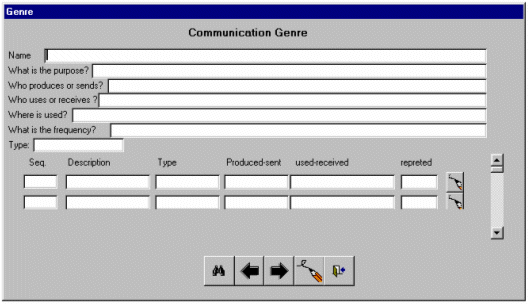 Genre
Communication Genre
Name
What is the purpose?
Who produces or sends?
Who uses or receives ?
Where is used?
What is the frequency?
Type:
Seq. Description Type Produced-sent used-received repreted